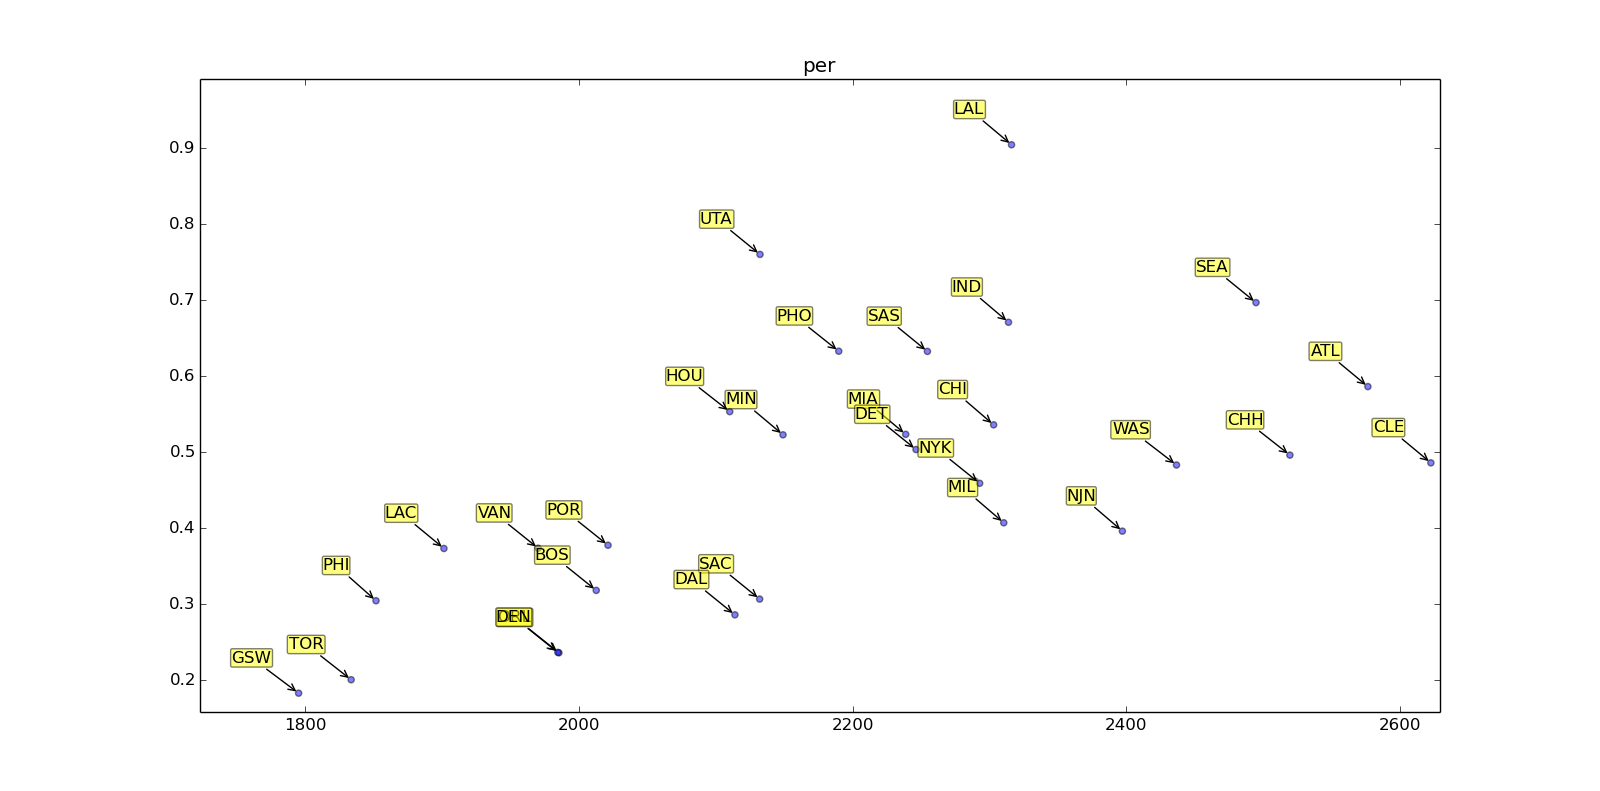 per
LAL
0.9
UTA
0.8
SEA
IND
0.7
PHO
SAS
ATL
HOU
0.6
CHI
MIN
MIA
DET
CHH
CLE
WAS
0.5
NYK
MIL
NJN
LAC
VAN
POR
0.4
BOS
PHI
SAC
DAL
0.3
DEN
TOR
GSW
0.2
1800 2000 2200 2400 2600